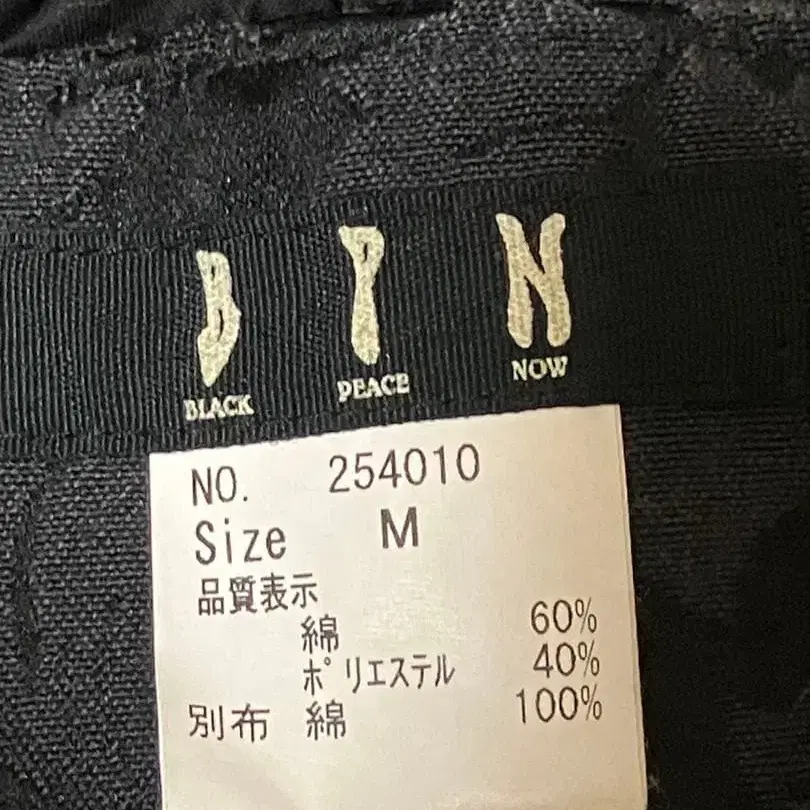 B P N
BLACK PEACE NOW
NO. 254010
Size M
品質表示
綿 60%
ポリエステル 40%
別布 綿 100%